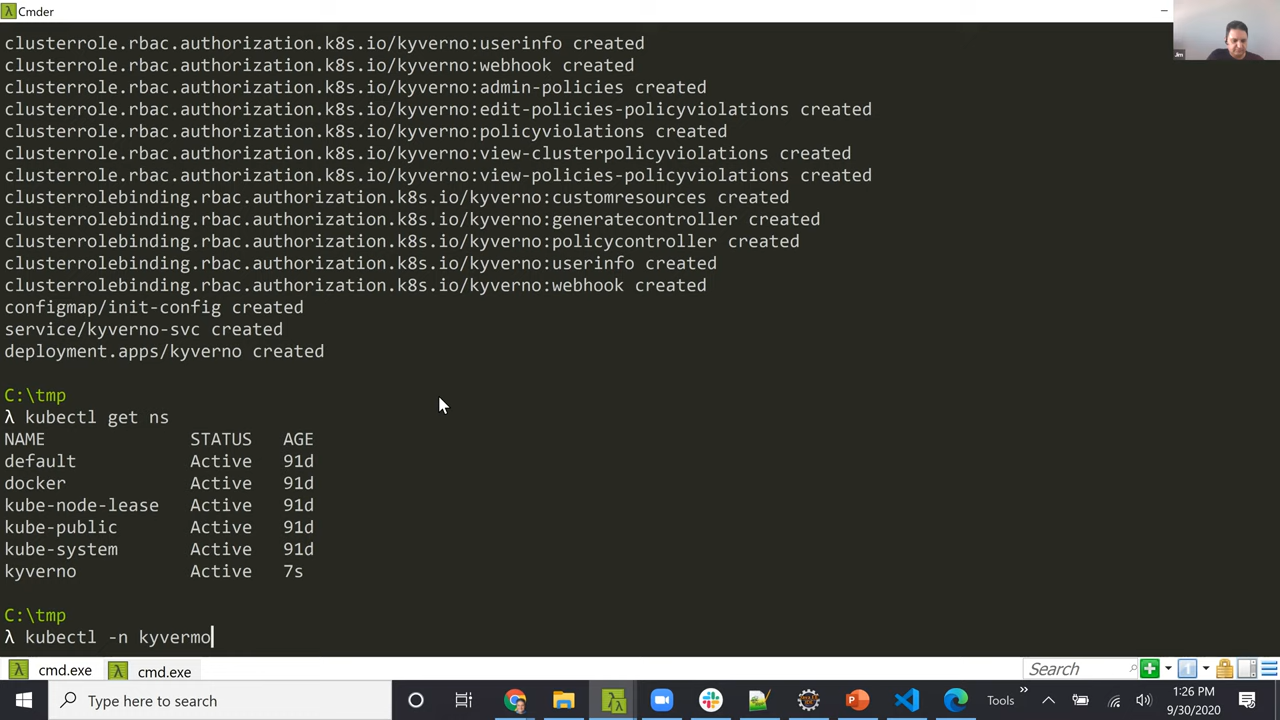 Cmder
clusterrole.rbac.authorization.k8s.io/kyverno:userinfo created
clusterrole.rbac.authorization.k8s.io/kyverno:webhook created
clusterrole.rbac.authorization.k8s.io/kyverno:admin-policies created
clusterrole.rbac.authorization.k8s.io/kyverno:edit-policies-policyviolations created
clusterrole.rbac.authorization.k8s.io/kyverno:policyviolations created
clusterrole.rbac.authorization.k8s.io/kyverno:view-clusterpolicyviolations created
clusterrole.rbac.authorization.k8s.io/kyverno:view-policies-policyviolations created
clusterrolebinding.rbac.authorization.k8s.io/kyverno:customresources created
clusterrolebinding.rbac.authorization.k8s.io/kyverno:generatecontroller created
clusterrolebinding.rbac.authorization.k8s.io/kyverno:policycontroller created
clusterrolebinding.rbac.authorization.k8s.io/kyverno:userinfo created
clusterrolebinding.rbac.authorization.k8s.io/kyverno:webhook created
configmap/init-config created
service/kyverno-svc created
deployment.apps/kyverno created
C:\tmp
λ kubectl get ns
NAME STATUS AGE
default Active 91d
docker Active 91d
kube-node-lease Active 91d
kube-public Active 91d
kube-system Active 91d
kyverno Active 7s
C:\tmp
λ kubectl -n kyvermo
cmd.exe cmd.exe Search
Type here to search Tools 1:26 PM
9/30/2020